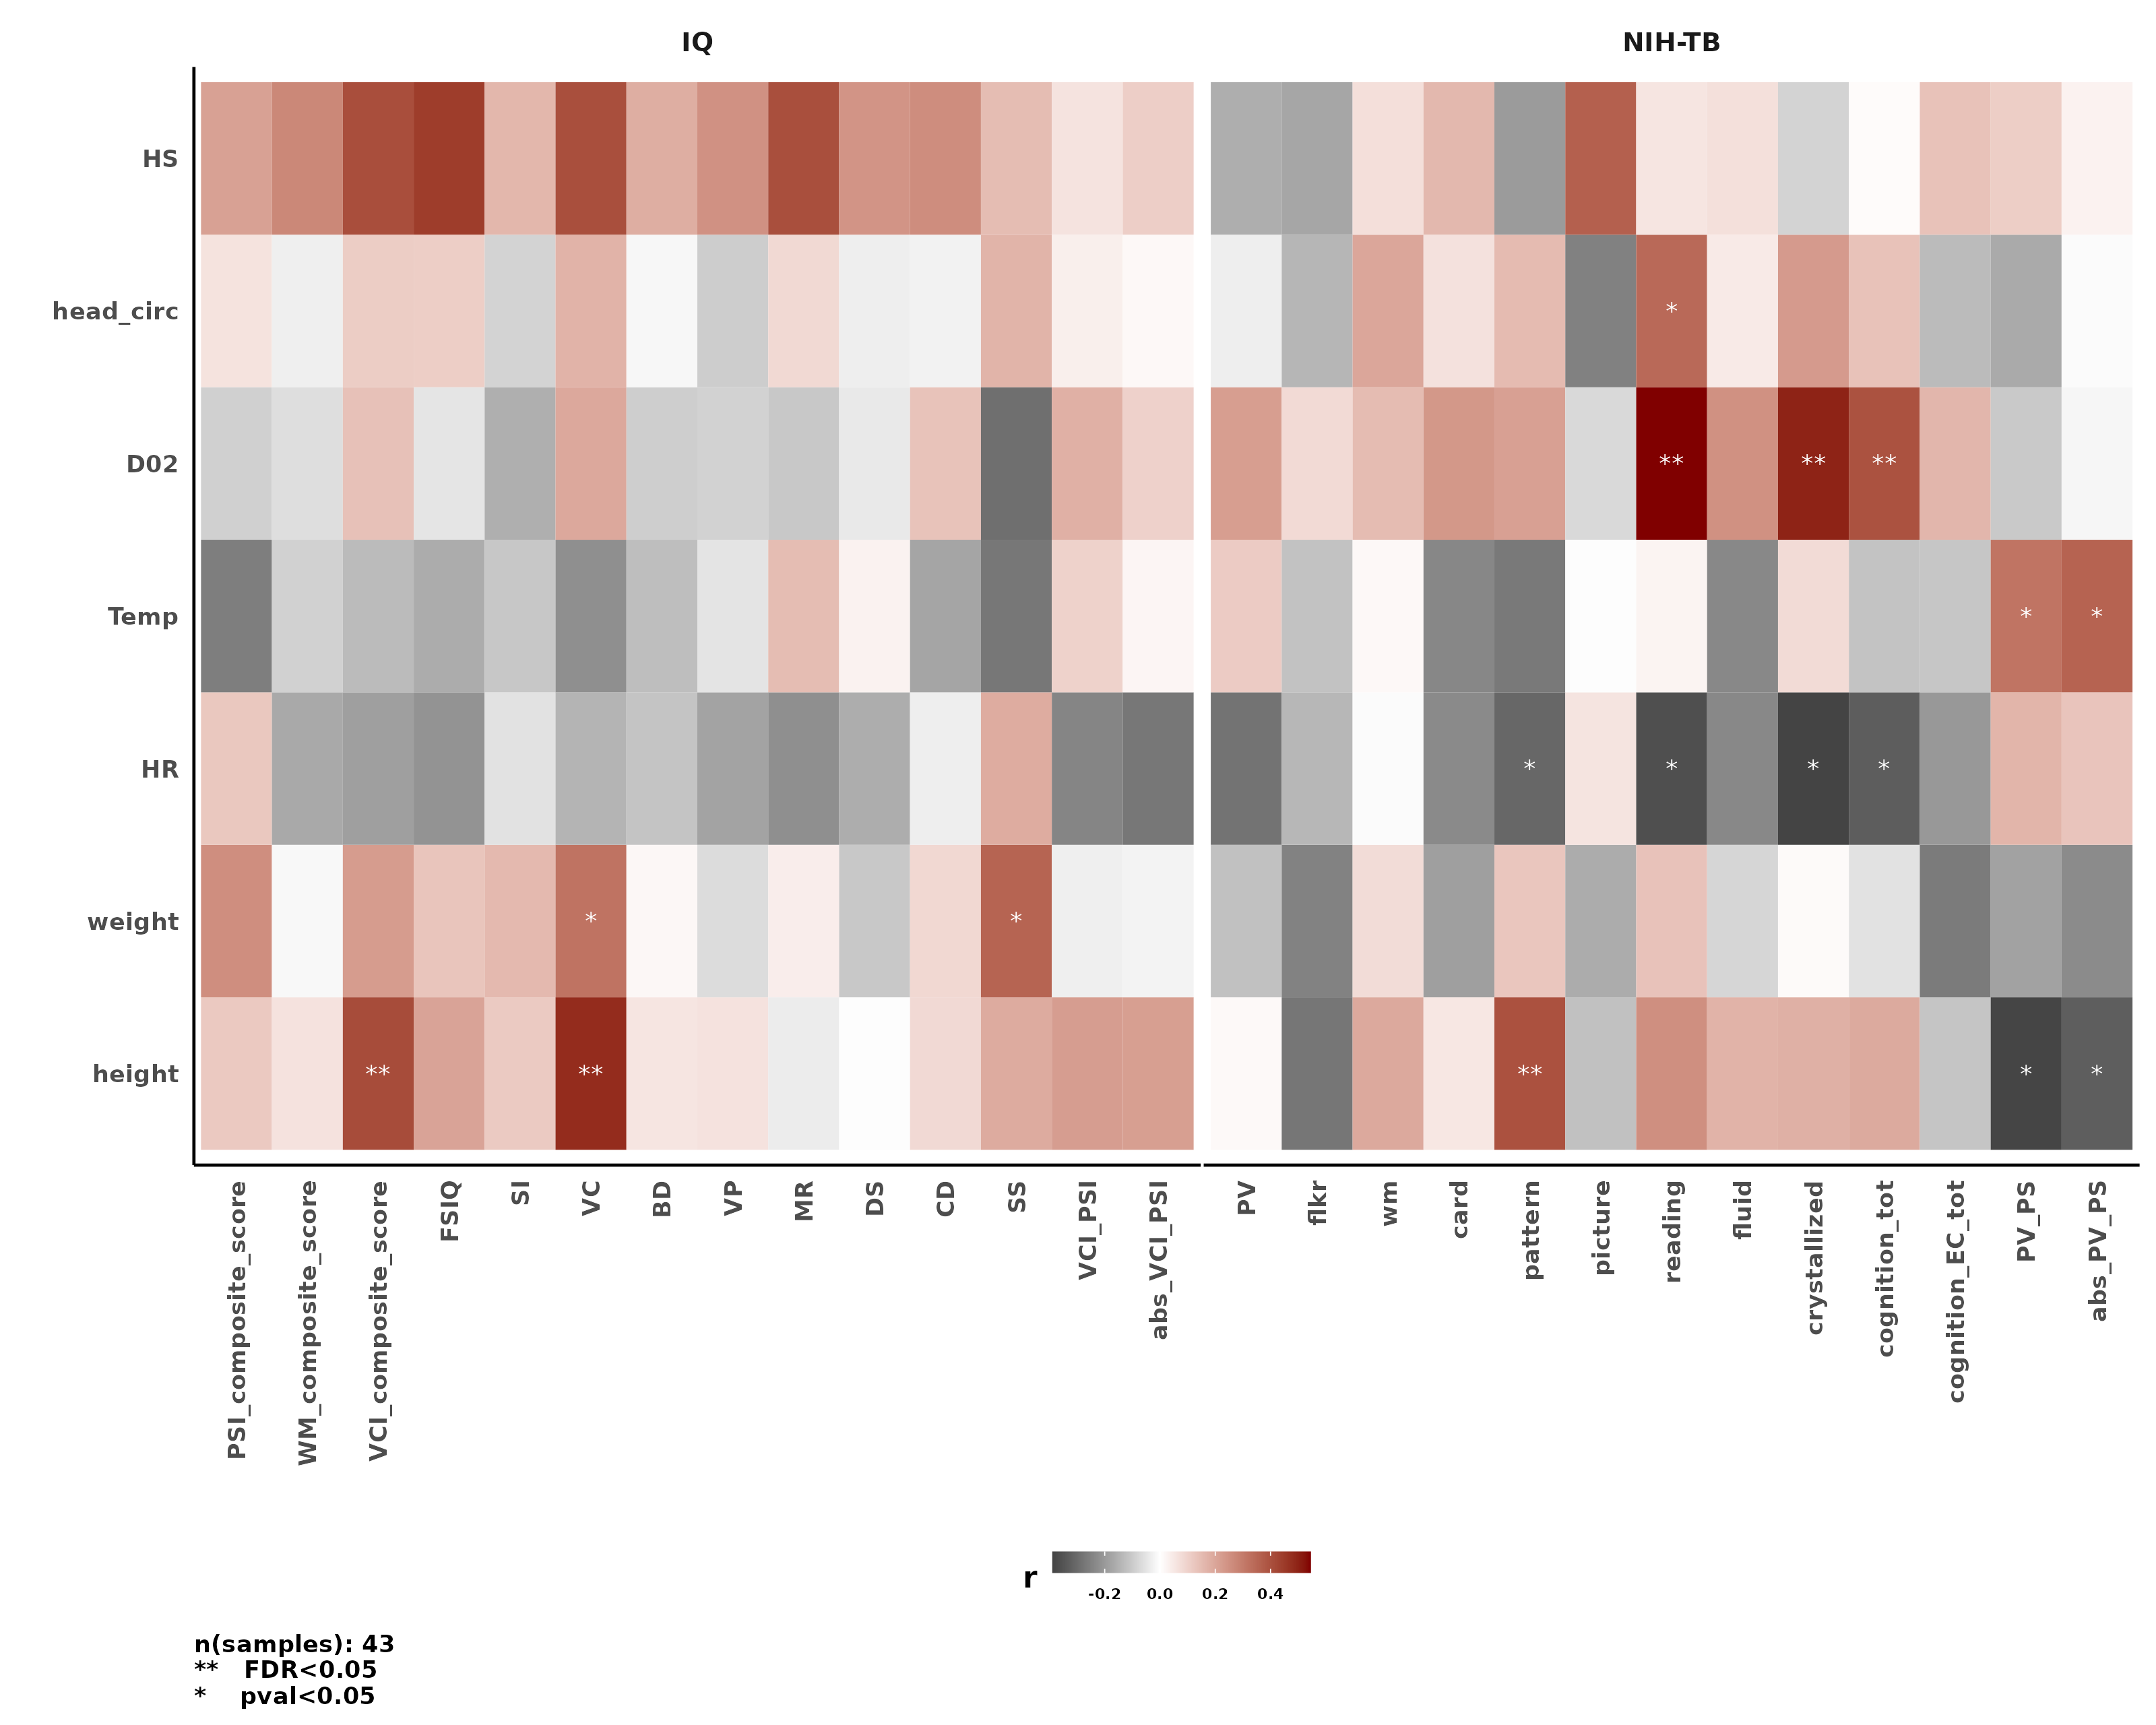 IQ
NIH-TB
HS
head_circ
*
D02
** ** **
Temp
* *
HR
* * * *
weight
* *
height
** ** ** * *
PSI_composite_score
WM_composite_score
VCI_composite_score
FSIQ
SI
VC
BD
VP
MR
DS
CD
SS
VCI_PSI
abs_VCI_PSI
PV
flkr
wm
card
pattern
picture
reading
fluid
crystallized
cognition_tot
cognition_EC_tot
PV_PS
abs_PV_PS
r
-0.2 0.0 0.2 0.4
n(samples): 43
** FDR<0.05
* pval<0.05